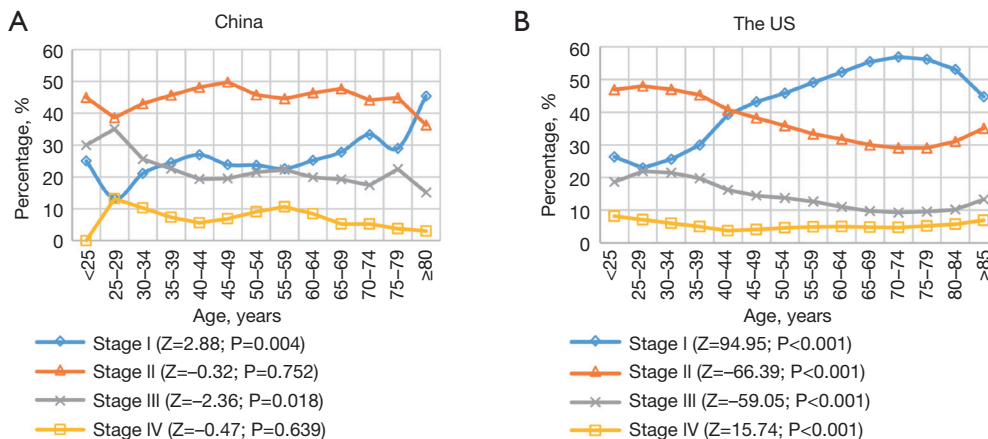 A
China
Percentage, %
60
50
40
30
20
10
0
<25
25–29
30–34
35–39
40–44
45–49
50–54
55–59
60–64
65–69
70–74
75–79
≥80
Age, years
Stage I (Z=2.88; P=0.004)
Stage II (Z=–0.32; P=0.752)
Stage III (Z=–2.36; P=0.018)
Stage IV (Z=–0.47; P=0.639)
B
The US
Percentage, %
60
50
40
30
20
10
0
<25
25–29
30–34
35–39
40–44
45–49
50–54
55–59
60–64
65–69
70–74
75–79
80–84
≥85
Age, years
Stage I (Z=94.95; P<0.001)
Stage II (Z=–66.39; P<0.001)
Stage III (Z=–59.05; P<0.001)
Stage IV (Z=15.74; P<0.001)